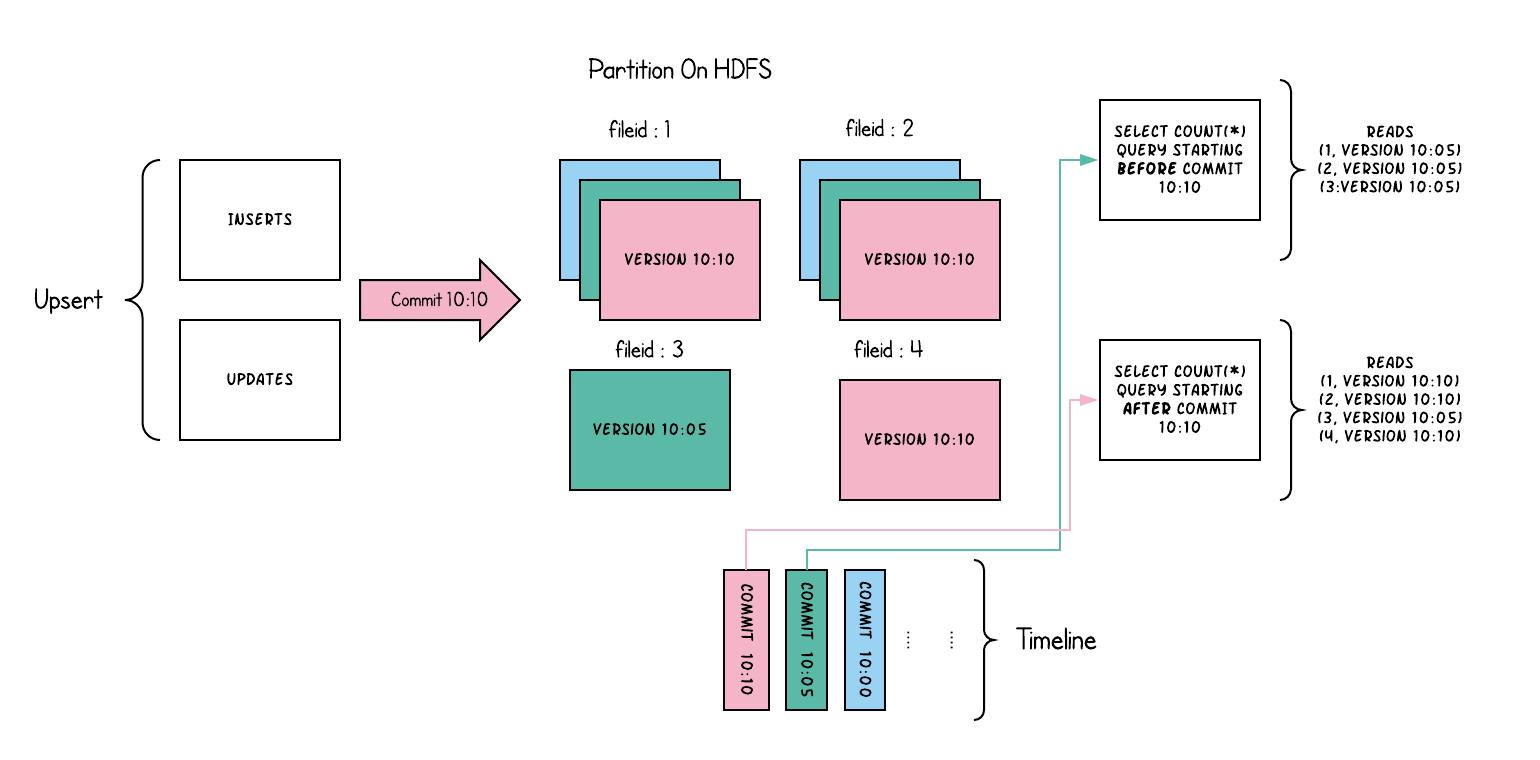 Partition On HDFS
fileid : 1
fileid : 2
Upsert
INSERTS
UPDATES
Commit 10:10
VERSION 10:10
VERSION 10:10
fileid : 3
fileid : 4
VERSION 10:05
VERSION 10:10
SELECT COUNT(*)
QUERY STARTING
BEFORE COMMIT
10:10
READS
(1, VERSION 10:05)
(2, VERSION 10:05)
(3:VERSION 10:05)
SELECT COUNT(*)
QUERY STARTING
AFTER COMMIT
10:10
READS
(1, VERSION 10:10)
(2, VERSION 10:10)
(3, VERSION 10:05)
(4, VERSION 10:10)
COMMIT 10:10
COMMIT 10:05
COMMIT 10:00
Timeline